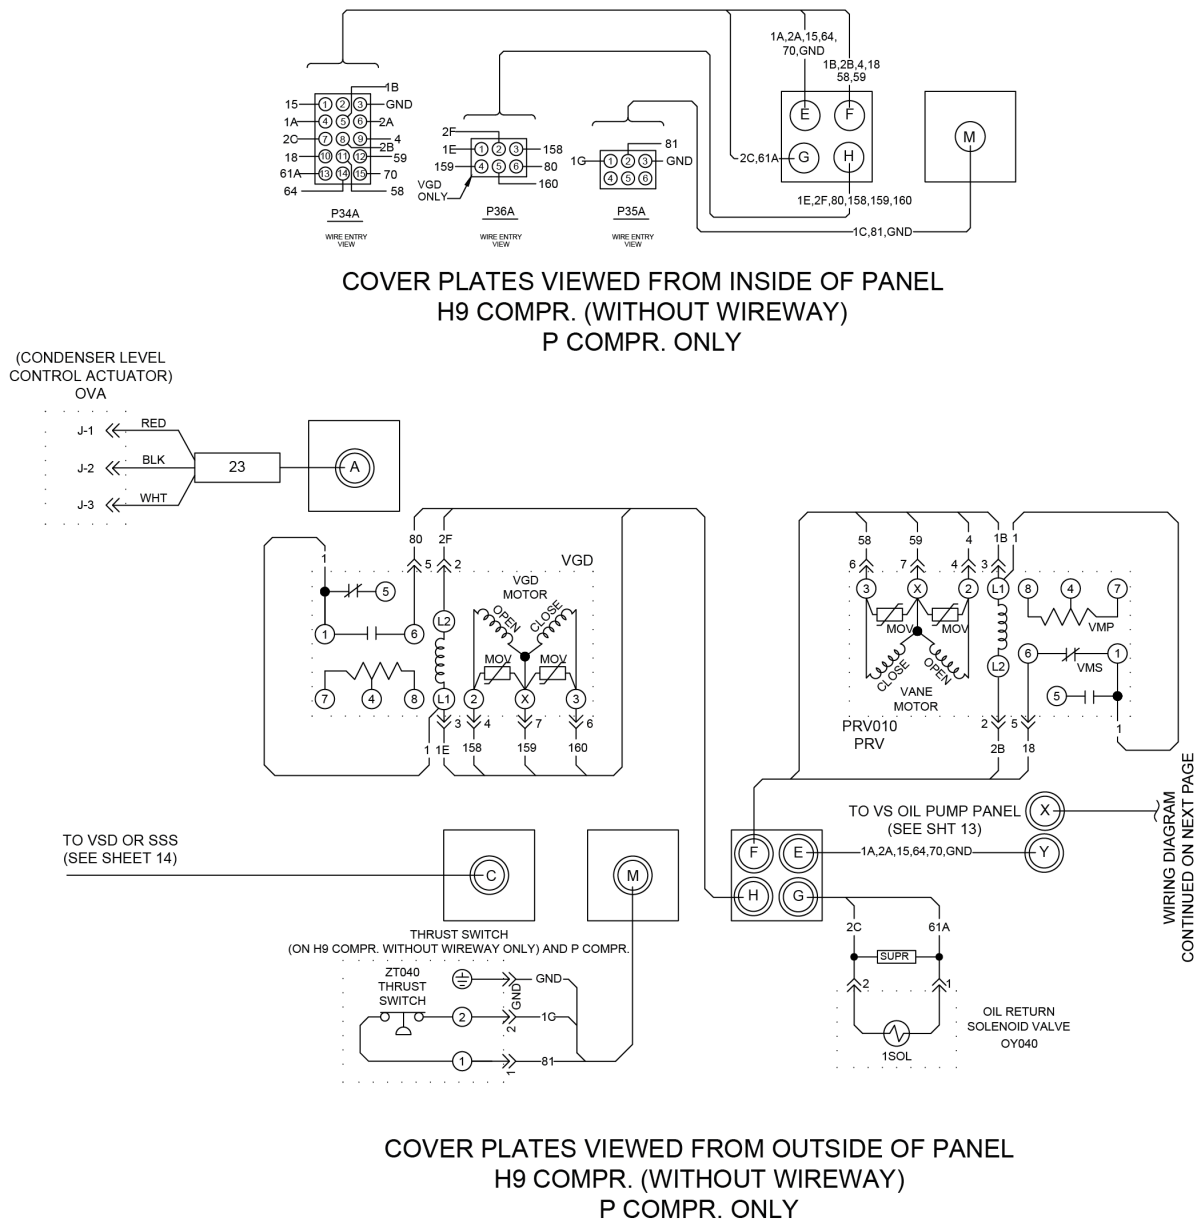 1A,2A,15,64,
70,GND
1B,2B,4,18
58,59
1B
15 1 2 3 GND
1A 4 5 6 2A
2C 7 8 9 4
2B
18 10 11 12 59
61A 13 14 15 70
64 58
P34A
WIRE ENTRY
VIEW
2F
1E 1 2 3 158
159 4 5 6 80
160
VGD
ONLY
P36A
WIRE ENTRY
VIEW
81
1C 1 2 3 GND
4 5 6
P35A
WIRE ENTRY
VIEW
E F
2C,61A G H
M
1E,2F,80,158,159,160
1C,81,GND
COVER PLATES VIEWED FROM INSIDE OF PANEL
H9 COMPR. (WITHOUT WIREWAY)
P COMPR. ONLY
(CONDENSER LEVEL
CONTROL ACTUATOR)
OVA
J-1 RED
J-2 BLK
J-3 WHT
23
A
80 2F
1 5 2
VGD
5
VGD
MOTOR
L2
1 6
OPEN CLOSE
MOV MOV
7 4 8 L1 2 X 3
3 4 7 6
1 1E 158 159 160
58 59 4 1B 1
6 7 4 3
3 X 2 L1 8 4 7
MOV MOV
VMP
CLOSE OPEN
L2 6 1
VMS
VANE
MOTOR
5
PRV010
PRV
2 5 1
2B 18
TO VS OIL PUMP PANEL
(SEE SHT 13)
X
WIRING DIAGRAM
CONTINUED ON NEXT PAGE
TO VSD OR SSS
(SEE SHEET 14)
C
M
F E 1A,2A,15,64,70,GND Y
H G
2C 61A
SUPR
2 1
1SOL
OIL RETURN
SOLENOID VALVE
OY040
THRUST SWITCH
(ON H9 COMPR. WITHOUT WIREWAY ONLY) AND P COMPR.
ZT040
THRUST
SWITCH
GND GND
2 2 1C
1 1 81
COVER PLATES VIEWED FROM OUTSIDE OF PANEL
H9 COMPR. (WITHOUT WIREWAY)
P COMPR. ONLY